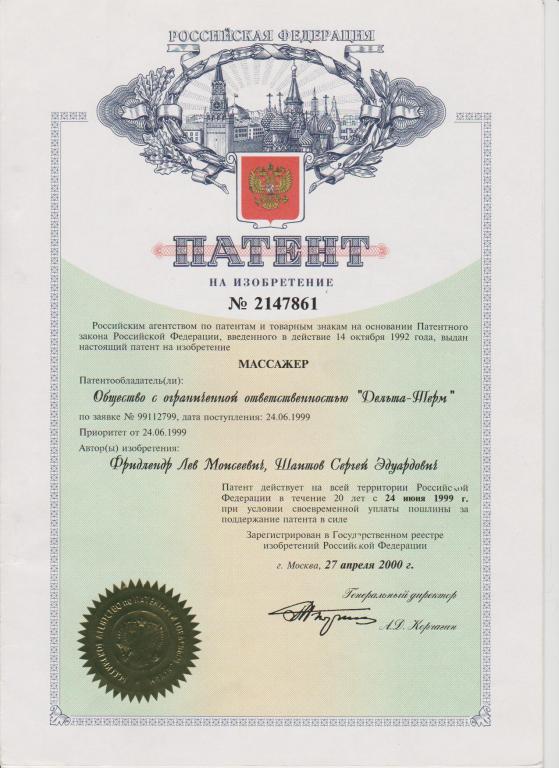 РОССИЙСКАЯ ФЕДЕРАЦИЯ
ПАТЕНТ
НА ИЗОБРЕТЕНИЕ
№ 2147861
Российским агентством по патентам и товарным знакам на основании Патентного
закона Российской Федерации, введенного в действие 14 октября 1992 года, выдан
настоящий патент на изобретение
МАССАЖЕР
Патентообладатель(ли):
Общество с ограниченной ответственностью "Дельта-Терм"
по заявке № 99112799, дата поступления: 24.06.1999
Приоритет от 24.06.1999
Автор(ы) изобретения:
Фридлендр Лев Моисеевич, Шаитов Сергей Эдуардович
Патент действует на всей территории Российской
Федерации в течение 20 лет с 24 июня 1999 г.
при условии своевременной уплаты пошлины за
поддержание патента в силе
Зарегистрирован в Государственном реестре
изобретений Российской Федерации
г. Москва, 27 апреля 2000 г.
Генеральный директор
А.Д. Корчагин